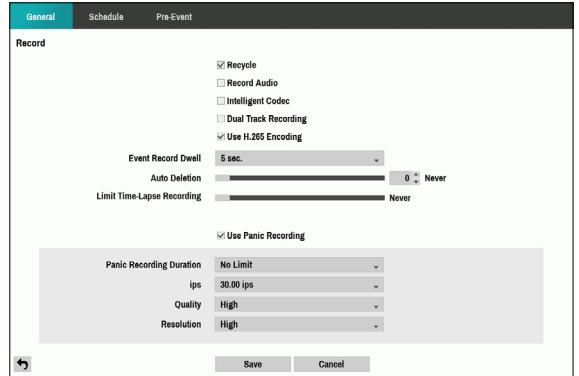 General Schedule Pre-Event
Record
Recycle
Record Audio
Intelligent Codec
Dual Track Recording
Use H.265 Encoding
Event Record Dwell 5 sec.
Auto Deletion 0 Never
Limit Time-Lapse Recording Never
Use Panic Recording
Panic Recording Duration No Limit
ips 30.00 ips
Quality High
Resolution High
Save Cancel